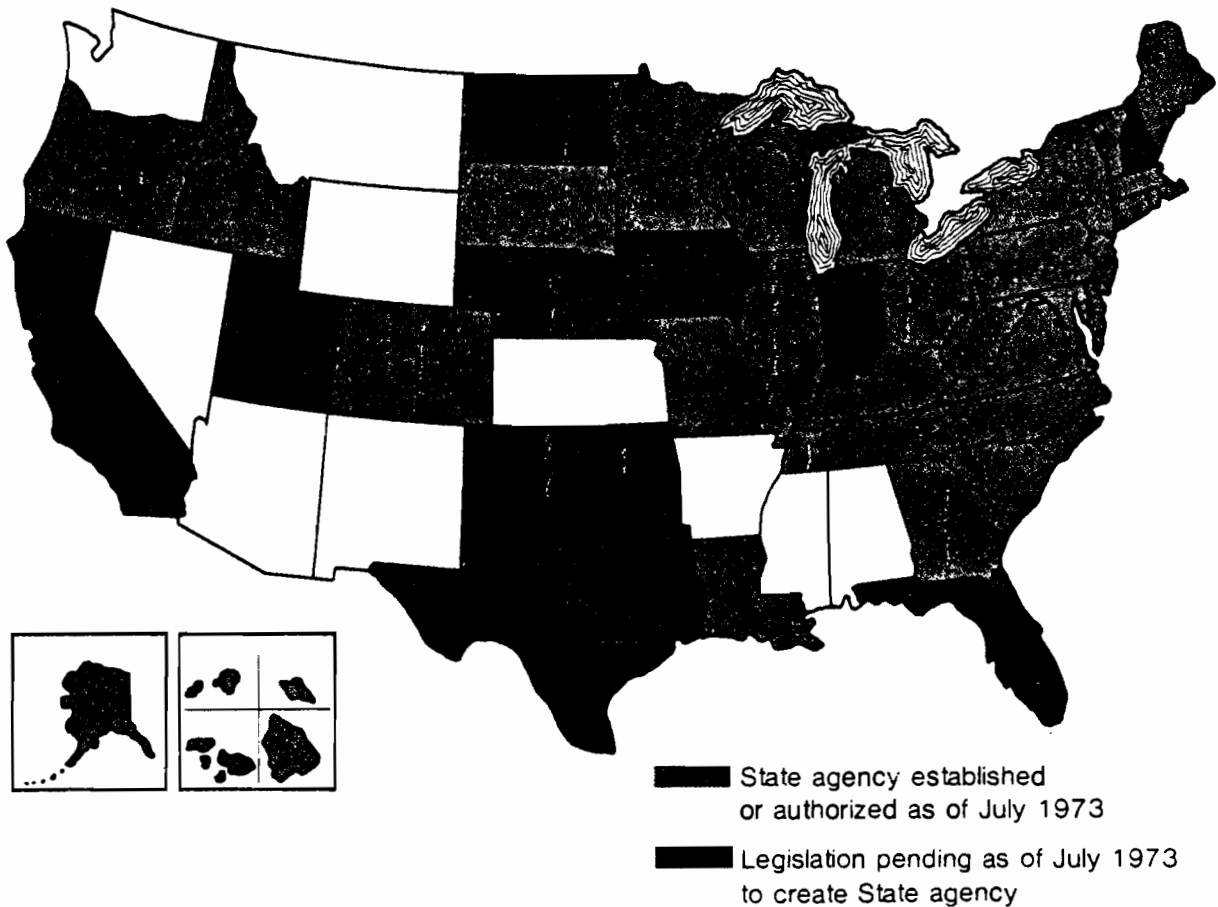 State agency established
or authorized as of July 1973
Legislation pending as of July 1973
to create State agency